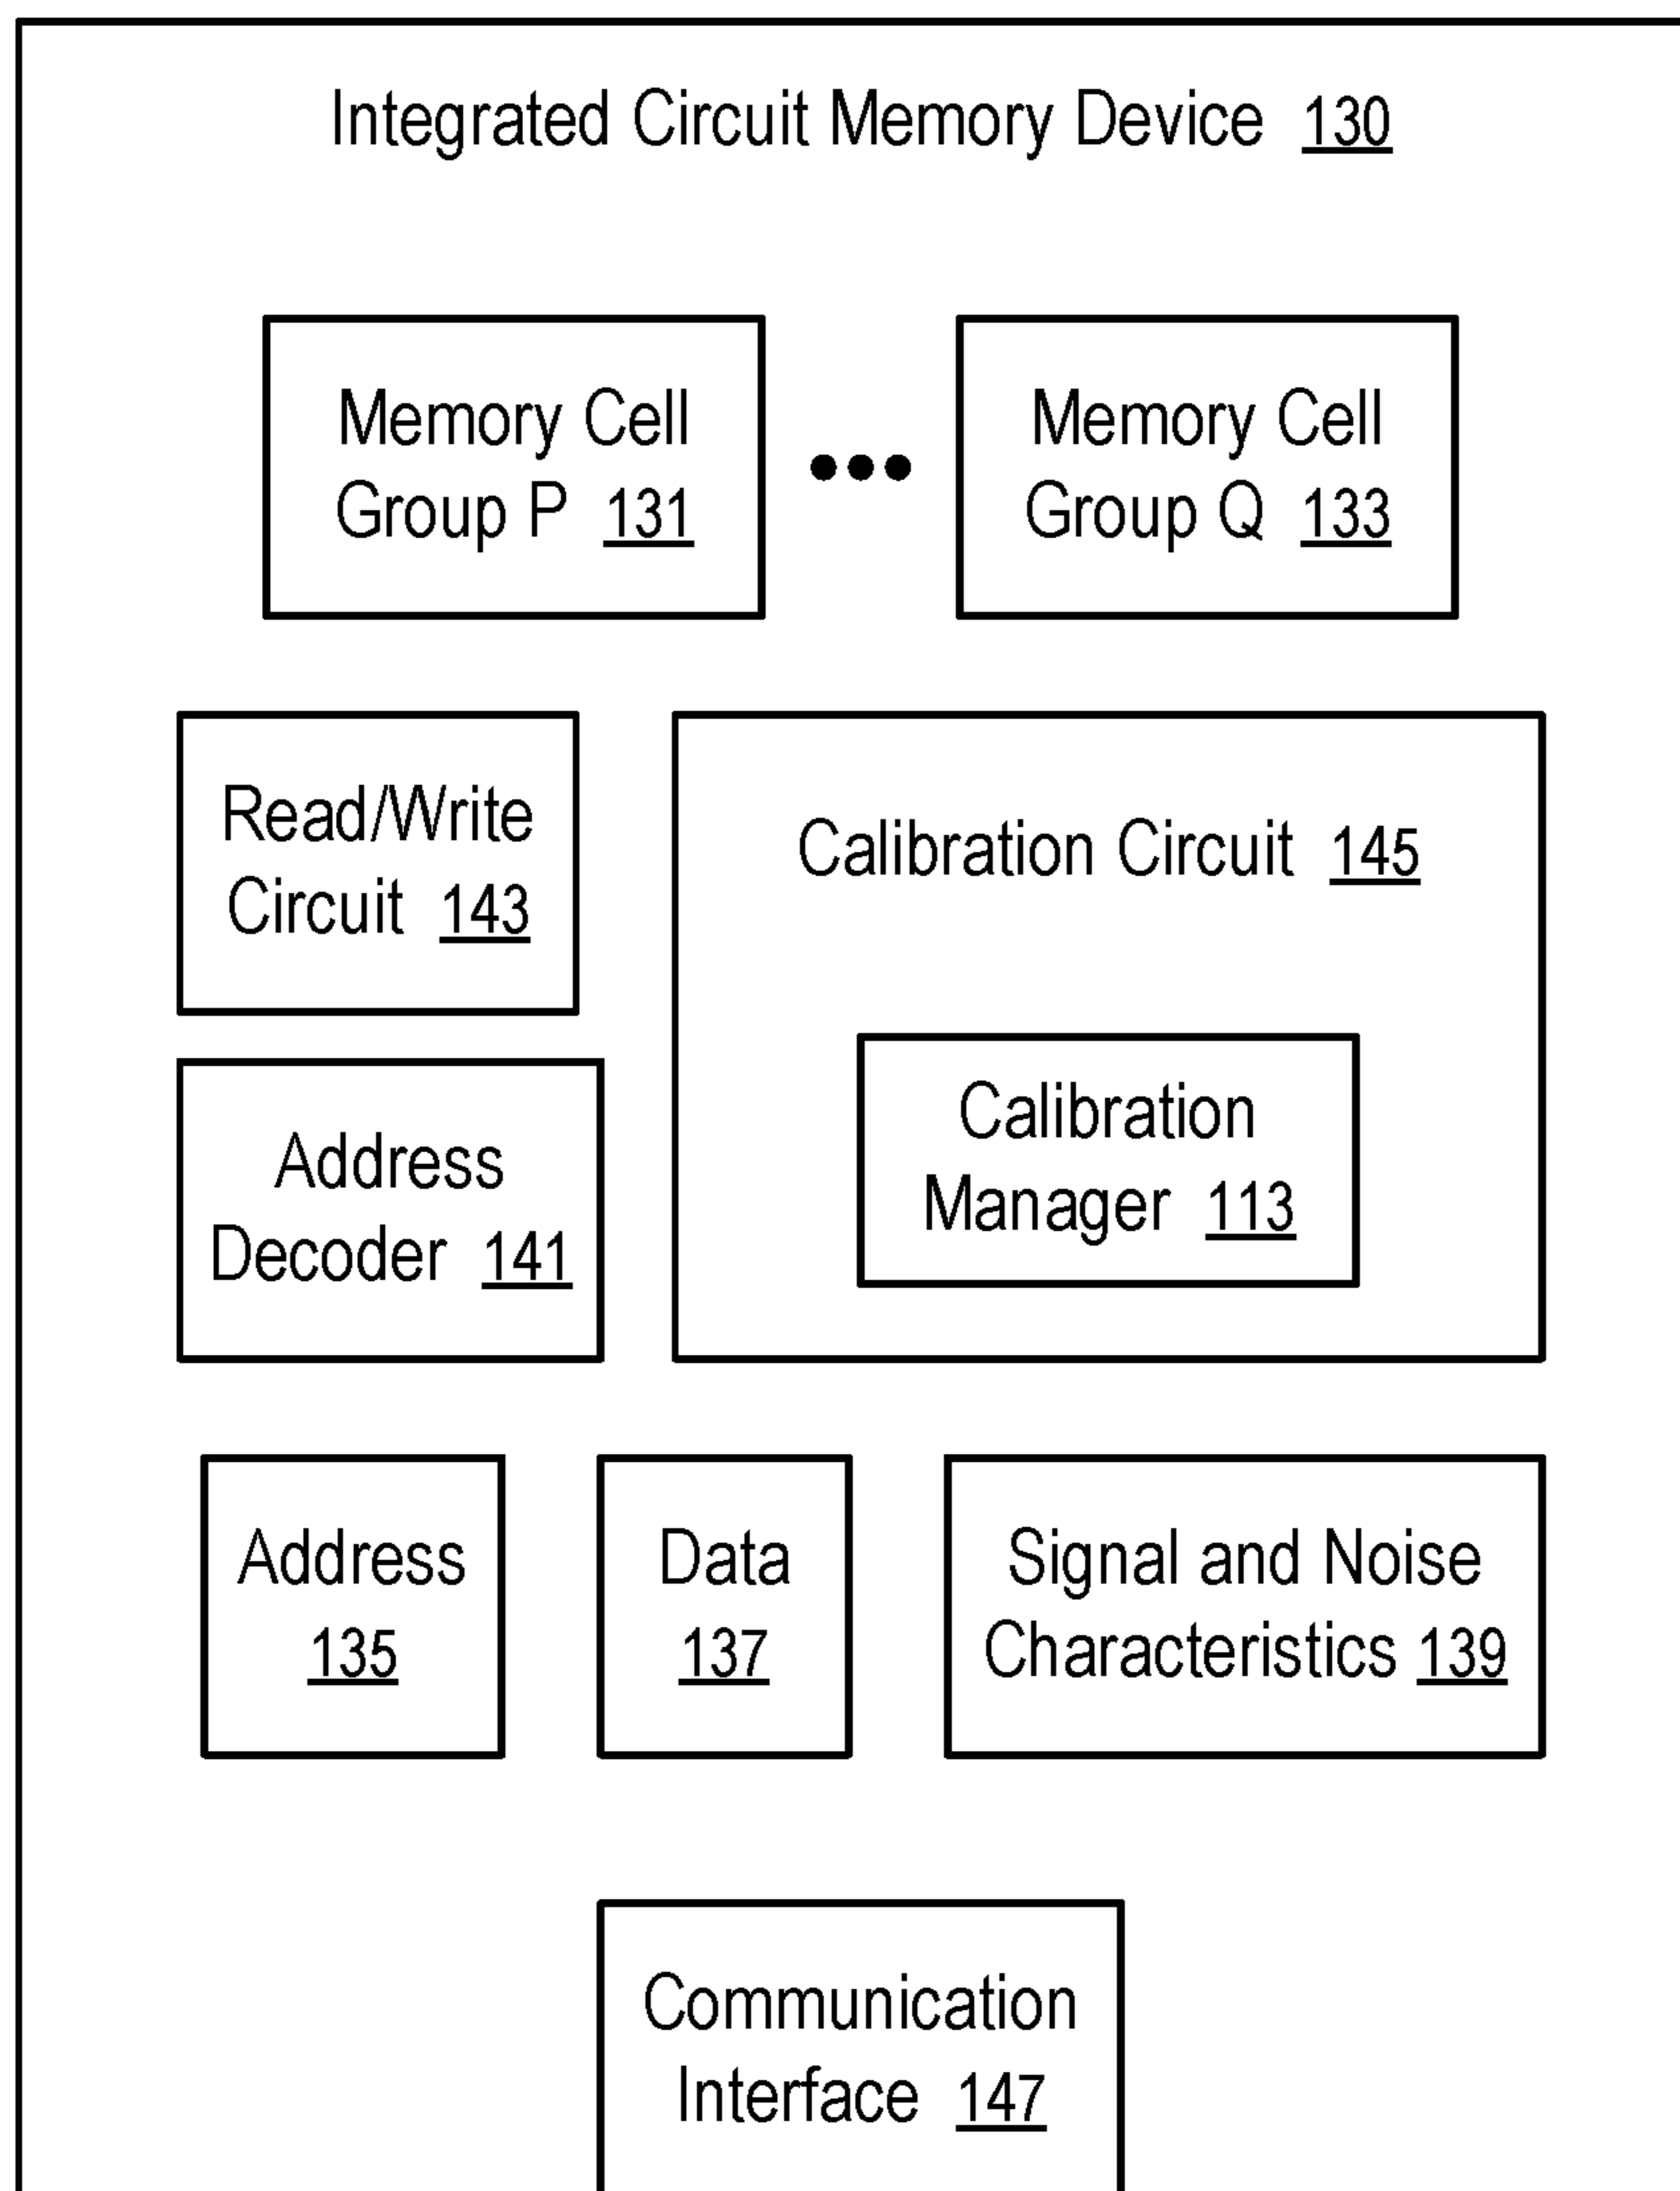 Integrated Circuit Memory Device 130
Memory Cell
Group P 131
Memory Cell
Group Q 133
Read/Write
Circuit 143
Calibration Circuit 145
Calibration
Manager 113
Address
Decoder 141
Address
135
Data
137
Signal and Noise
Characteristics 139
Communication
Interface 147